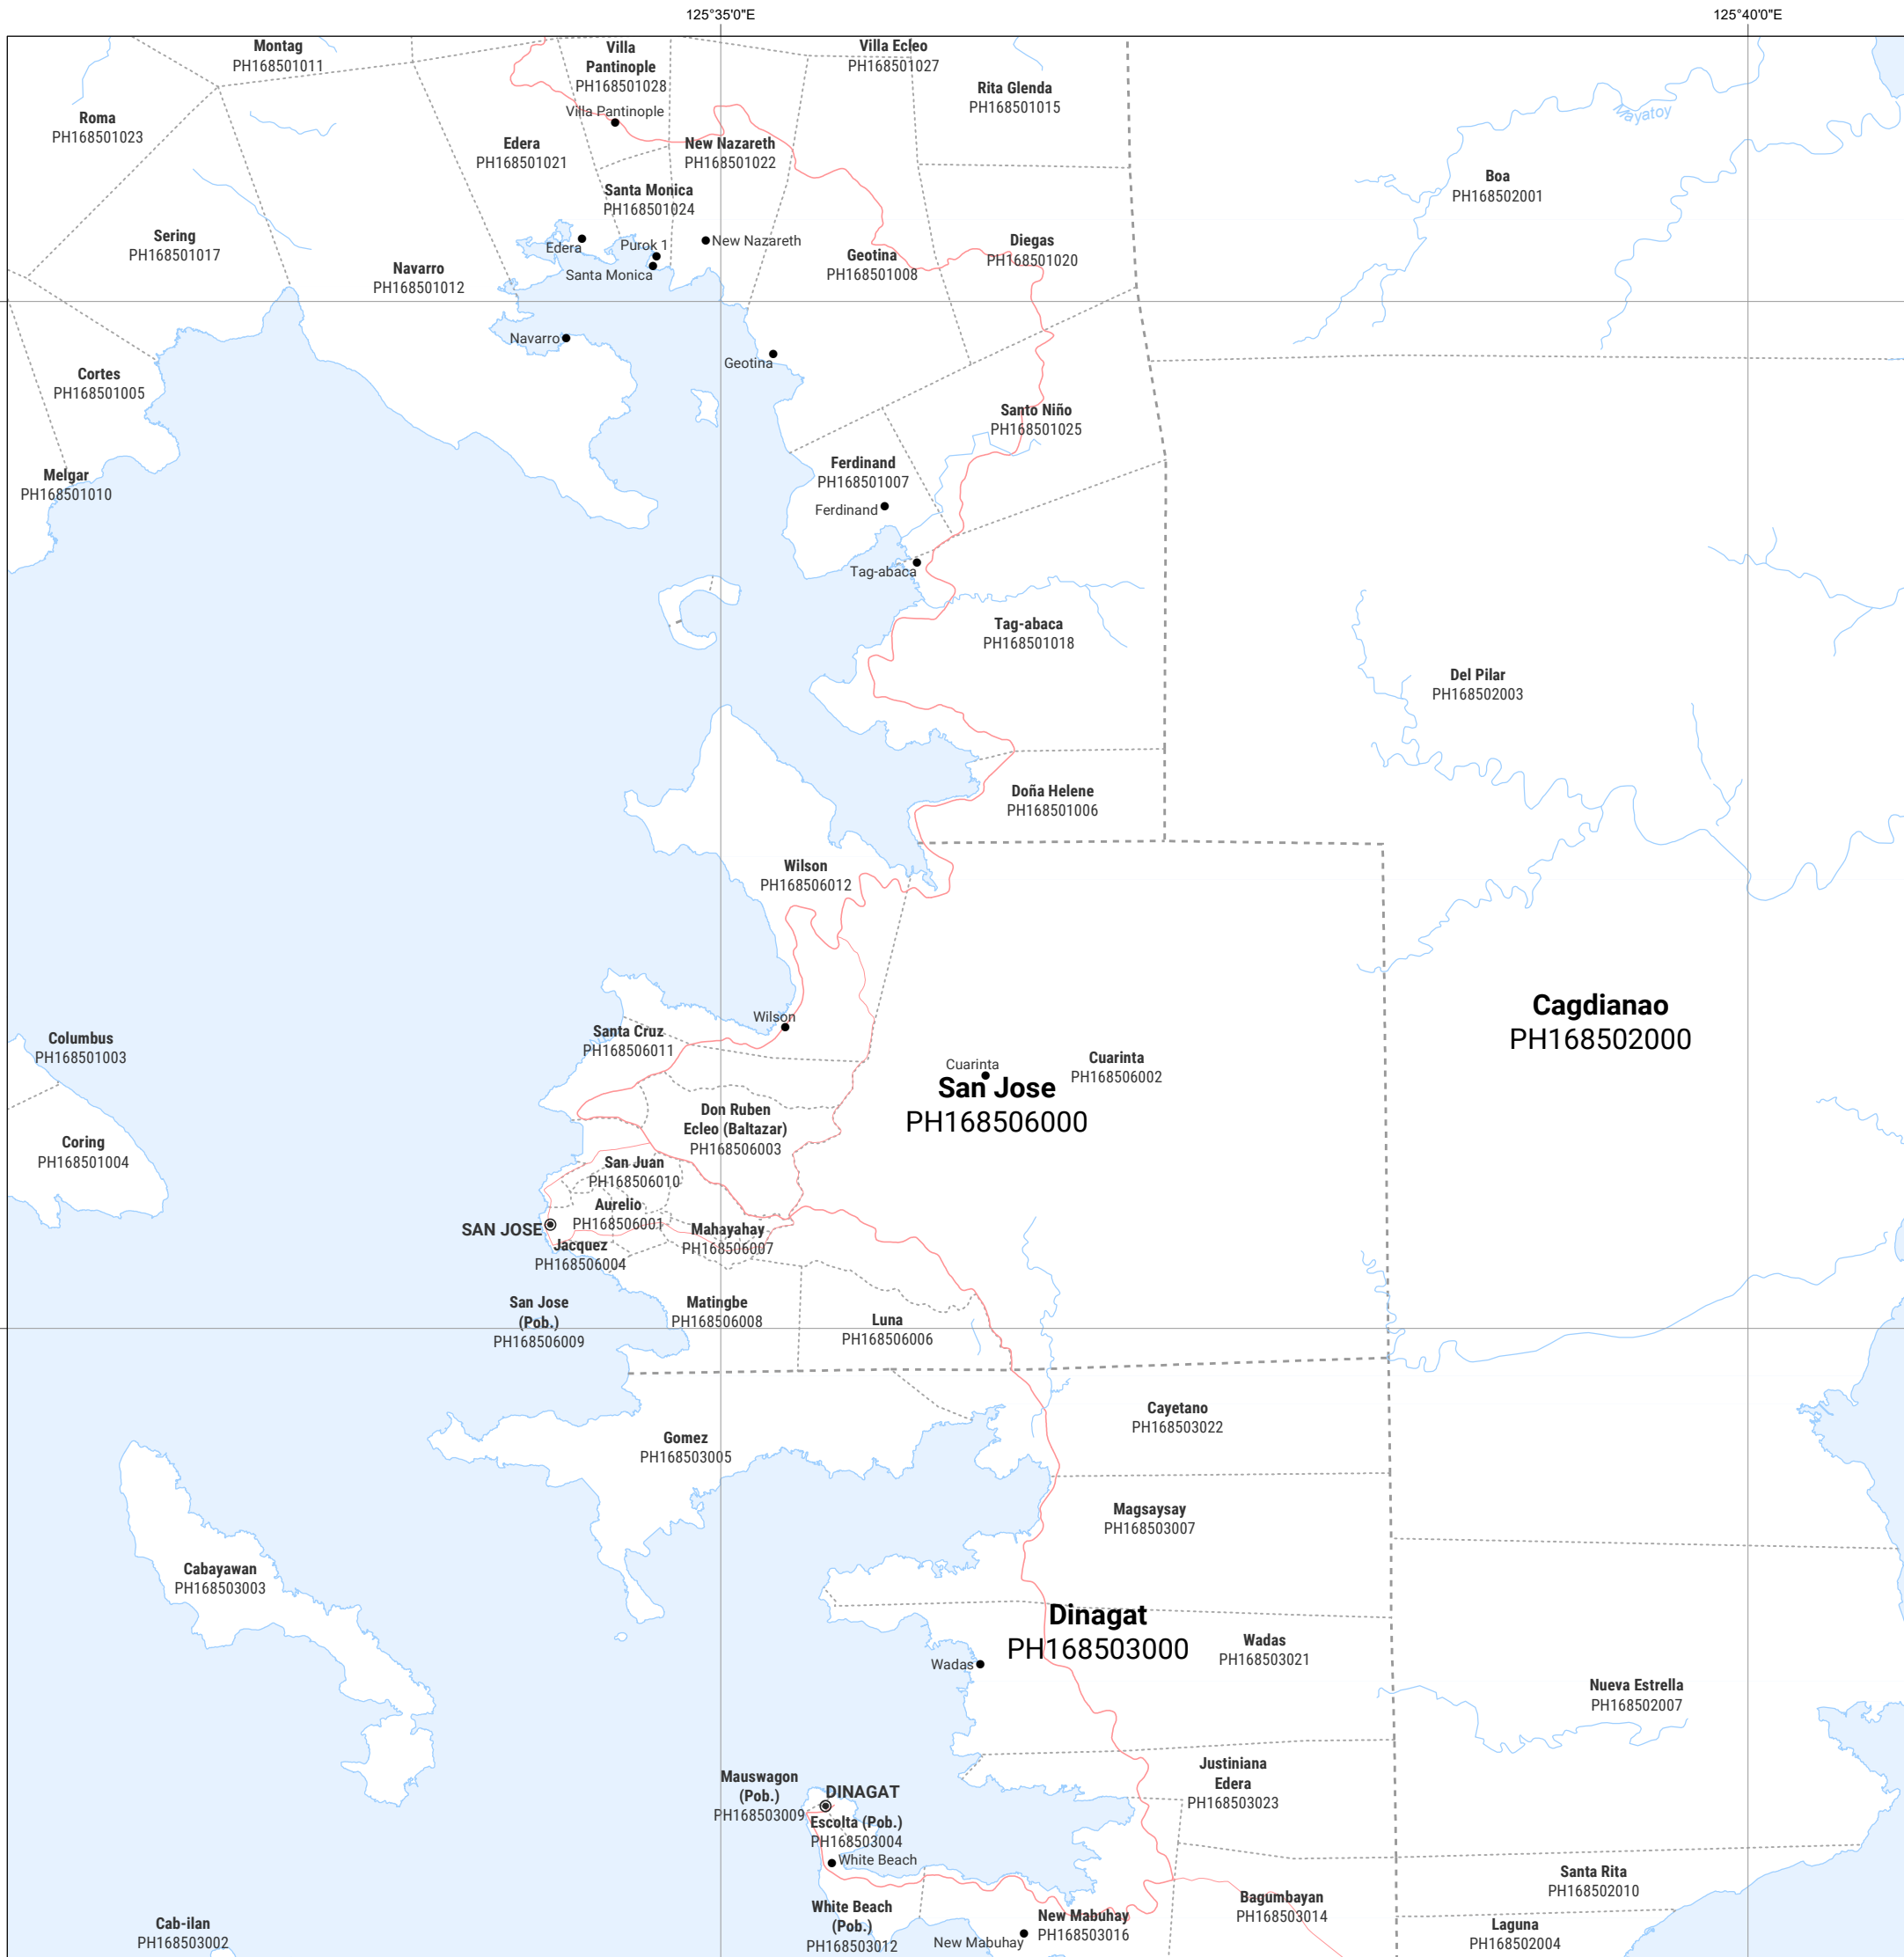 125°35'0"E
125°40'0"E
Montag
PH168501011
Villa
Pantinople
PH168501028
Villa Pantinople
Villa Ecleo
PH168501027
Rita Glenda
PH168501015
Mayatoy
Roma
PH168501023
Edera
PH168501021
New Nazareth
PH168501022
Boa
PH168502001
Santa Monica
PH168501024
Sering
PH168501017
Edera
Purok 1
New Nazareth
Santa Monica
Navarro
PH168501012
Geotina
PH168501008
Diegas
PH168501020
Navarro
Geotina
Cortes
PH168501005
Santo Niño
PH168501025
Melgar
PH168501010
Ferdinand
PH168501007
Ferdinand
Tag-abaca
Tag-abaca
PH168501018
Del Pilar
PH168502003
Doña Helene
PH168501006
Wilson
PH168506012
Cagdianao
PH168502000
Wilson
Columbus
PH168501003
Santa Cruz
PH168506011
Cuarinta
Cuarinta
PH168506002
San Jose
PH168506000
Don Ruben
Ecleo (Baltazar)
PH168506003
Coring
PH168501004
San Juan
PH168506010
Aurelio
PH168506001
SAN JOSE
Mahayahay
PH168506007
Jacquez
PH168506004
San Jose
(Pob.)
PH168506009
Matingbe
PH168506008
Luna
PH168506006
Cayetano
PH168503022
Gomez
PH168503005
Magsaysay
PH168503007
Cabayawan
PH168503003
Dinagat
PH168503000
Wadas
PH168503021
Wadas
Nueva Estrella
PH168502007
Justiniana
Edera
PH168503023
Mauswagon
(Pob.)
PH168503009
DINAGAT
Escolta (Pob.)
PH168503004
White Beach
Santa Rita
PH168502010
Bagumbayan
PH168503014
White Beach
(Pob.)
PH168503012
New Mabuhay
PH168503016
New Mabuhay
Cab-ilan
PH168503002
Laguna
PH168502004